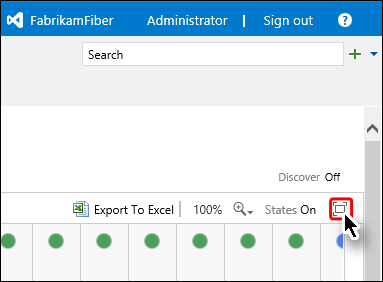 FabrikamFiber Administrator | Sign out ?
Search
Discover Off
Export To Excel | 100% States On